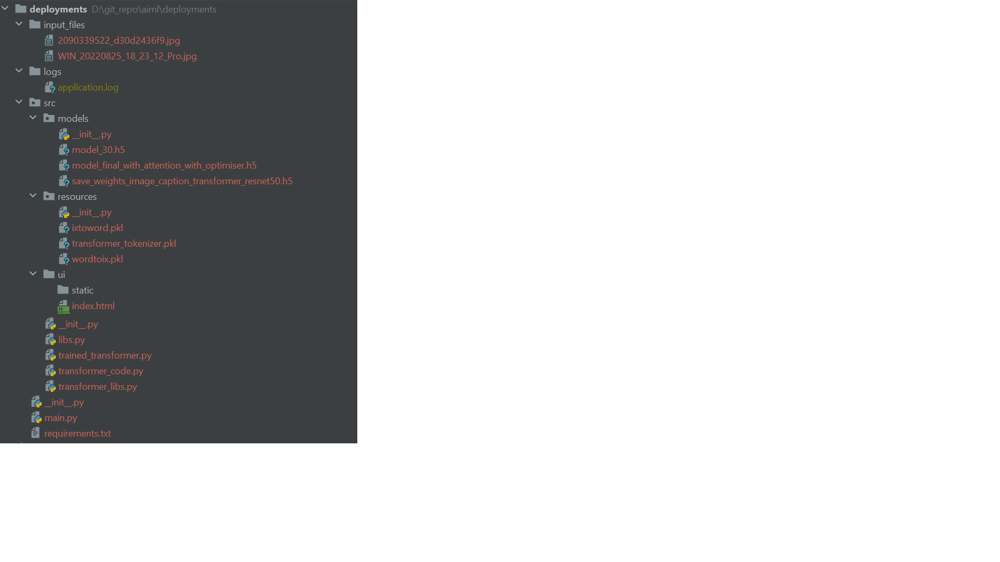 deployments D:\git_repo\aiml\deployments
input_files
2090339522_d30d2436f9.jpg
WIN_20220825_18_23_12_Pro.jpg
logs
application.log
src
models
__init__.py
model_30.h5
model_final_with_attention_with_optimiser.h5
save_weights_image_caption_transformer_resnet50.h5
resources
__init__.py
ixtoword.pkl
transformer_tokenizer.pkl
wordtoix.pkl
ui
static
index.html
__init__.py
libs.py
trained_transformer.py
transformer_code.py
transformer_libs.py
__init__.py
main.py
requirements.txt